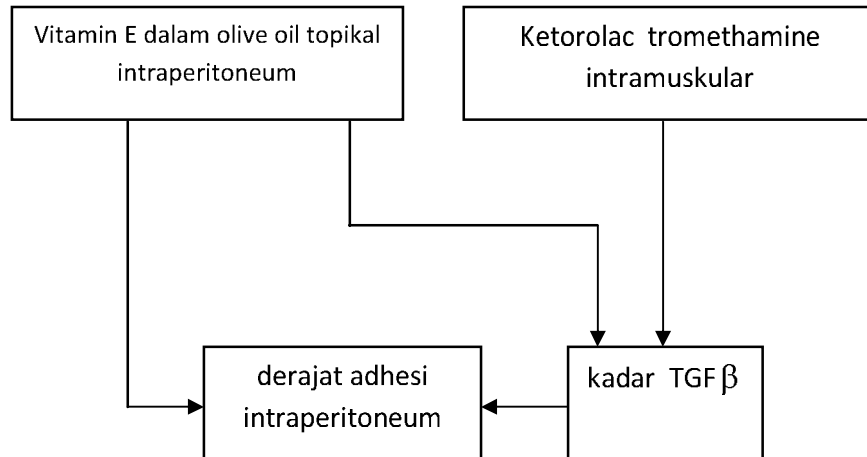 Vitamin E dalam olive oil topikal
intraperitoneum
Ketorolac tromethamine
intramuskular
derajat adhesi
intraperitoneum
kadar TGF β